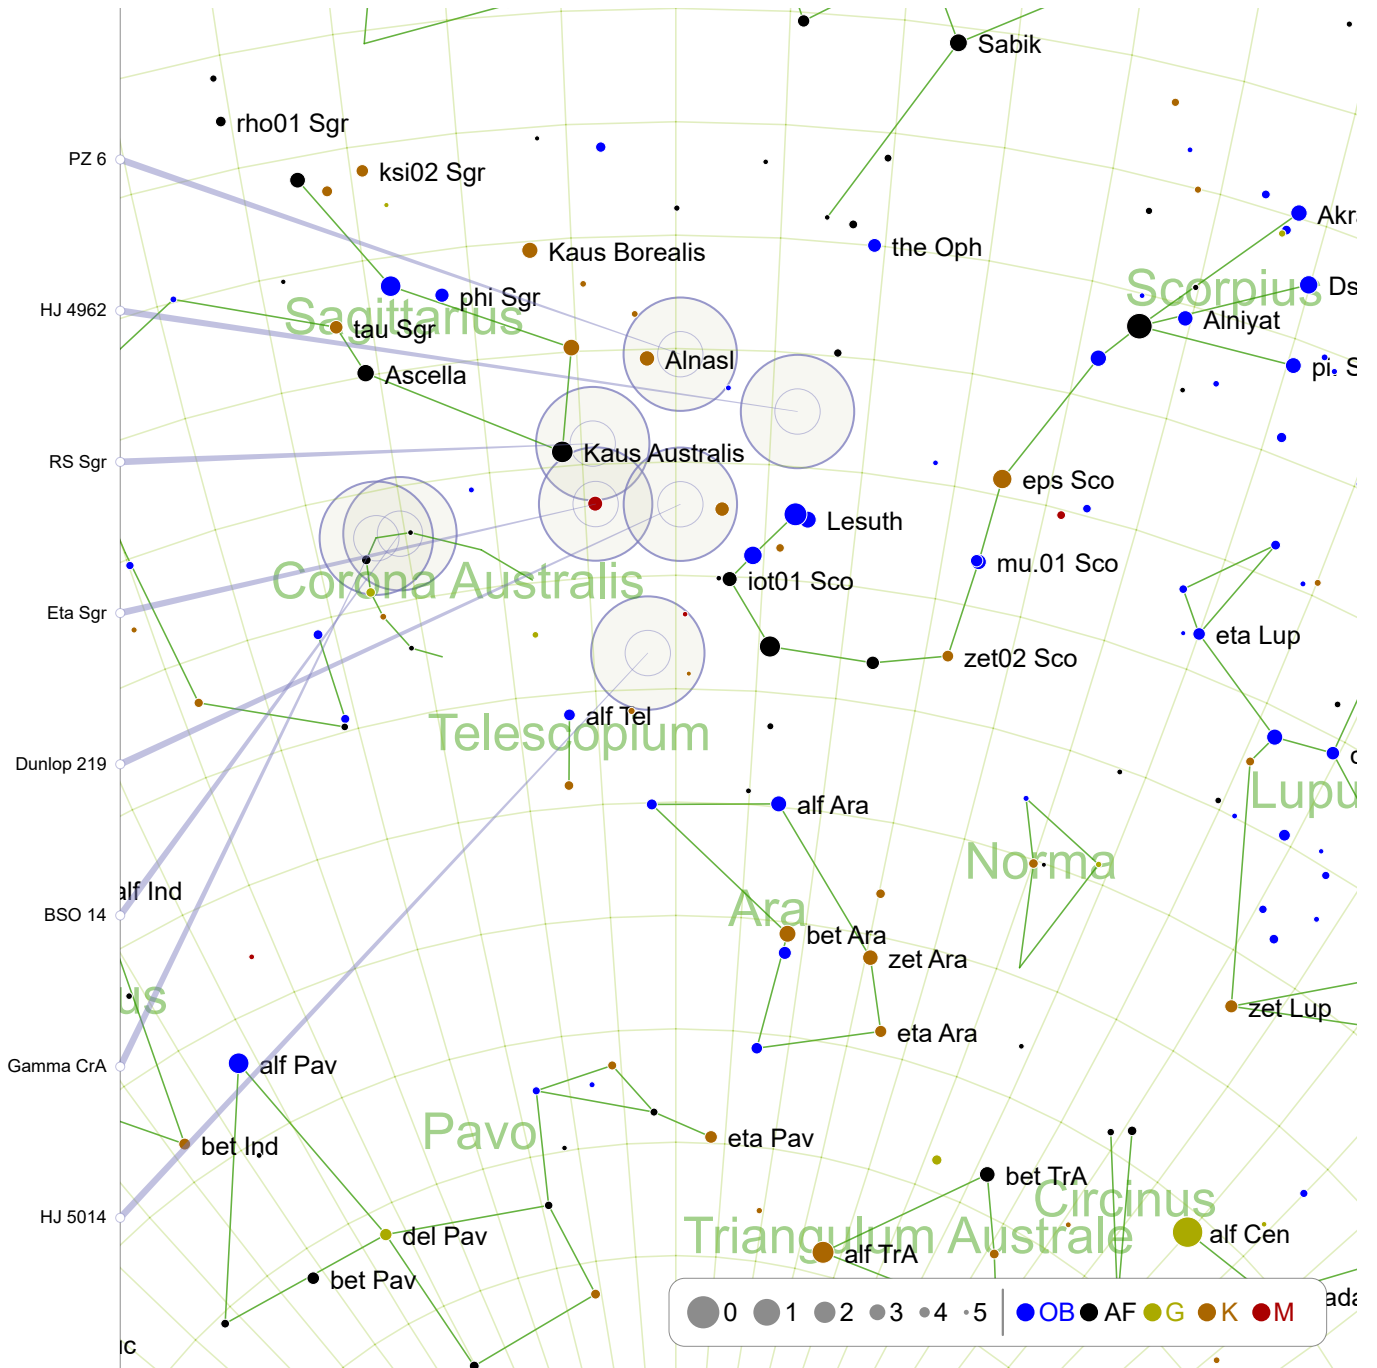 Sabik
rho01 Sgr
PZ 6
ksi02 Sgr
Akr
Kaus Borealis
the Oph
Scorpius
Ds
phi Sgr
HJ 4962
Sagittarius
tau Sgr
Alniyat
Alnasl
pi. S
Ascella
Kaus Australis
RS Sgr
eps Sco
Lesuth
mu.01 Sco
Corona Australis
iot01 Sco
Eta Sgr
eta Lup
zet02 Sco
alf Tel
Telescopium
Dunlop 219
Lupu
alf Ara
Norma
alf Ind
Ara
BSO 14
bet Ara
zet Ara
us
zet Lup
eta Ara
Gamma CrA
alf Pav
Pavo
eta Pav
bet Ind
bet TrA
Circinus
HJ 5014
del Pav
Triangulum Australe
alf TrA
alf Cen
bet Pav
ada
0 1 2 3 4 5 OB AF G K M